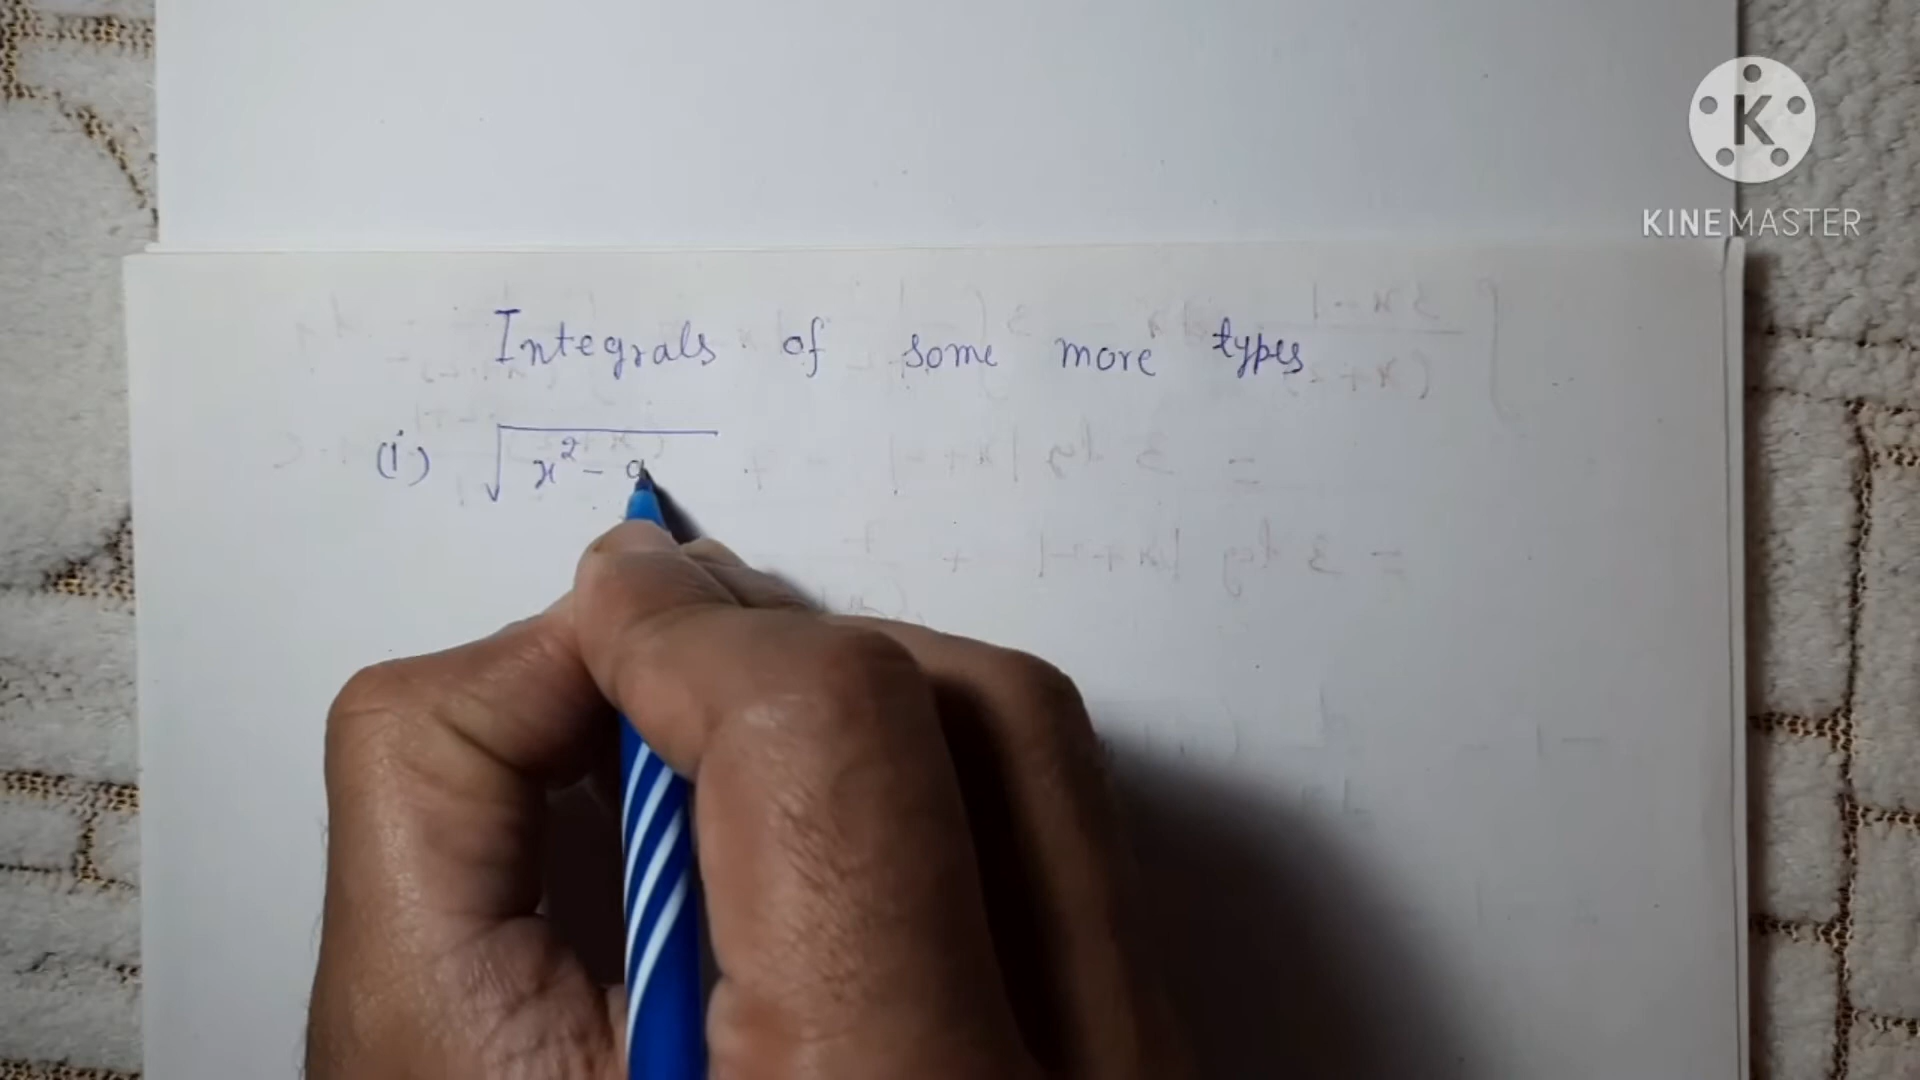 KINEMASTER
Integrals of some more types
(i) √x² - a